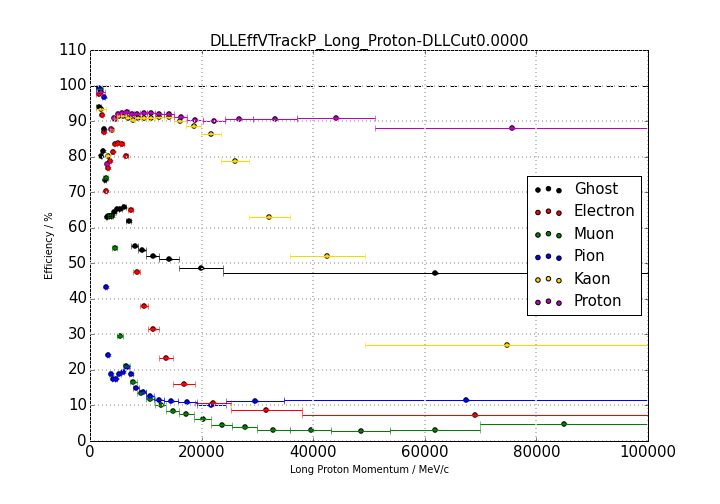 DLLEffVTrackP_Long_Proton-DLLCut0.0000
110
100
90
80
70
60
50
40
30
20
10
0
Efficiency / %
Ghost
Electron
Muon
Pion
Kaon
Proton
0 20000 40000 60000 80000 100000
Long Proton Momentum / MeV/c